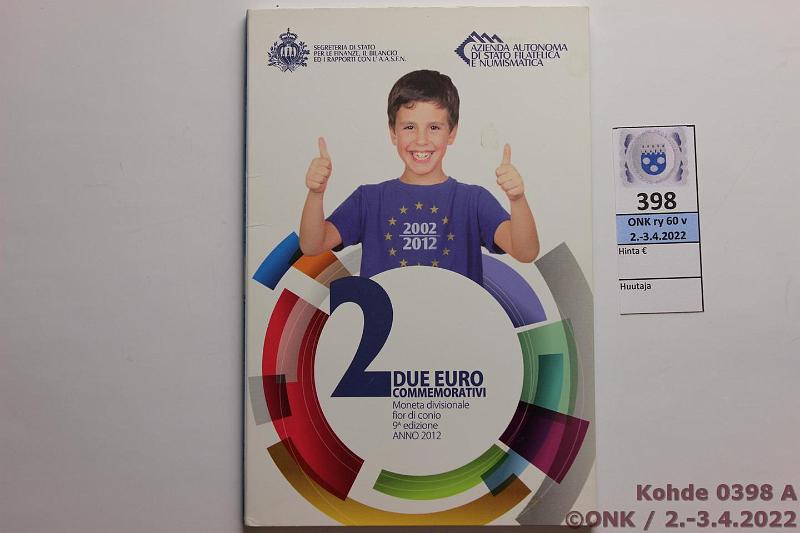 SEGRETERIA DI STATO
PER LE FINANZE, IL BILANCIO
ED I RAPPORTI CON L' A.A.S.F.N.
AZIENDA AUTONOMA
DI STATO FILATELICA
E NUMISMATICA
2002
2012
2 DUE EURO
COMMEMORATIVI
Moneta divisionale
fior di conio
9ª edizione
ANNO 2012
398
ONK ry 60 v
2.-3.4.2022
Hinta €
Huutaja
Kohde 0398 A
©ONK / 2.-3.4.2022